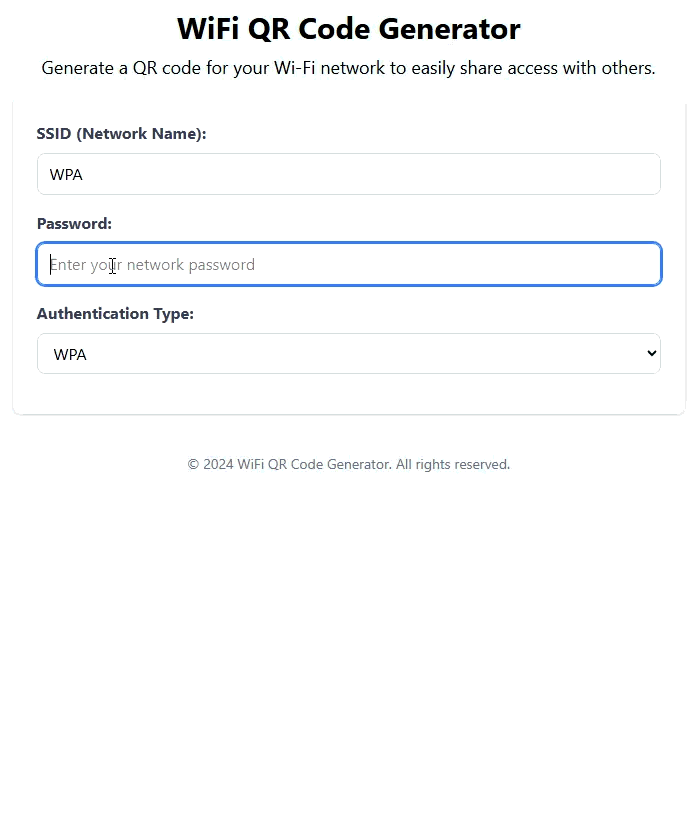 WiFi QR Code Generator
Generate a QR code for your Wi-Fi network to easily share access with others.
SSID (Network Name):
WPA
Password:
Enter your network password
Authentication Type:
WPA
© 2024 WiFi QR Code Generator. All rights reserved.